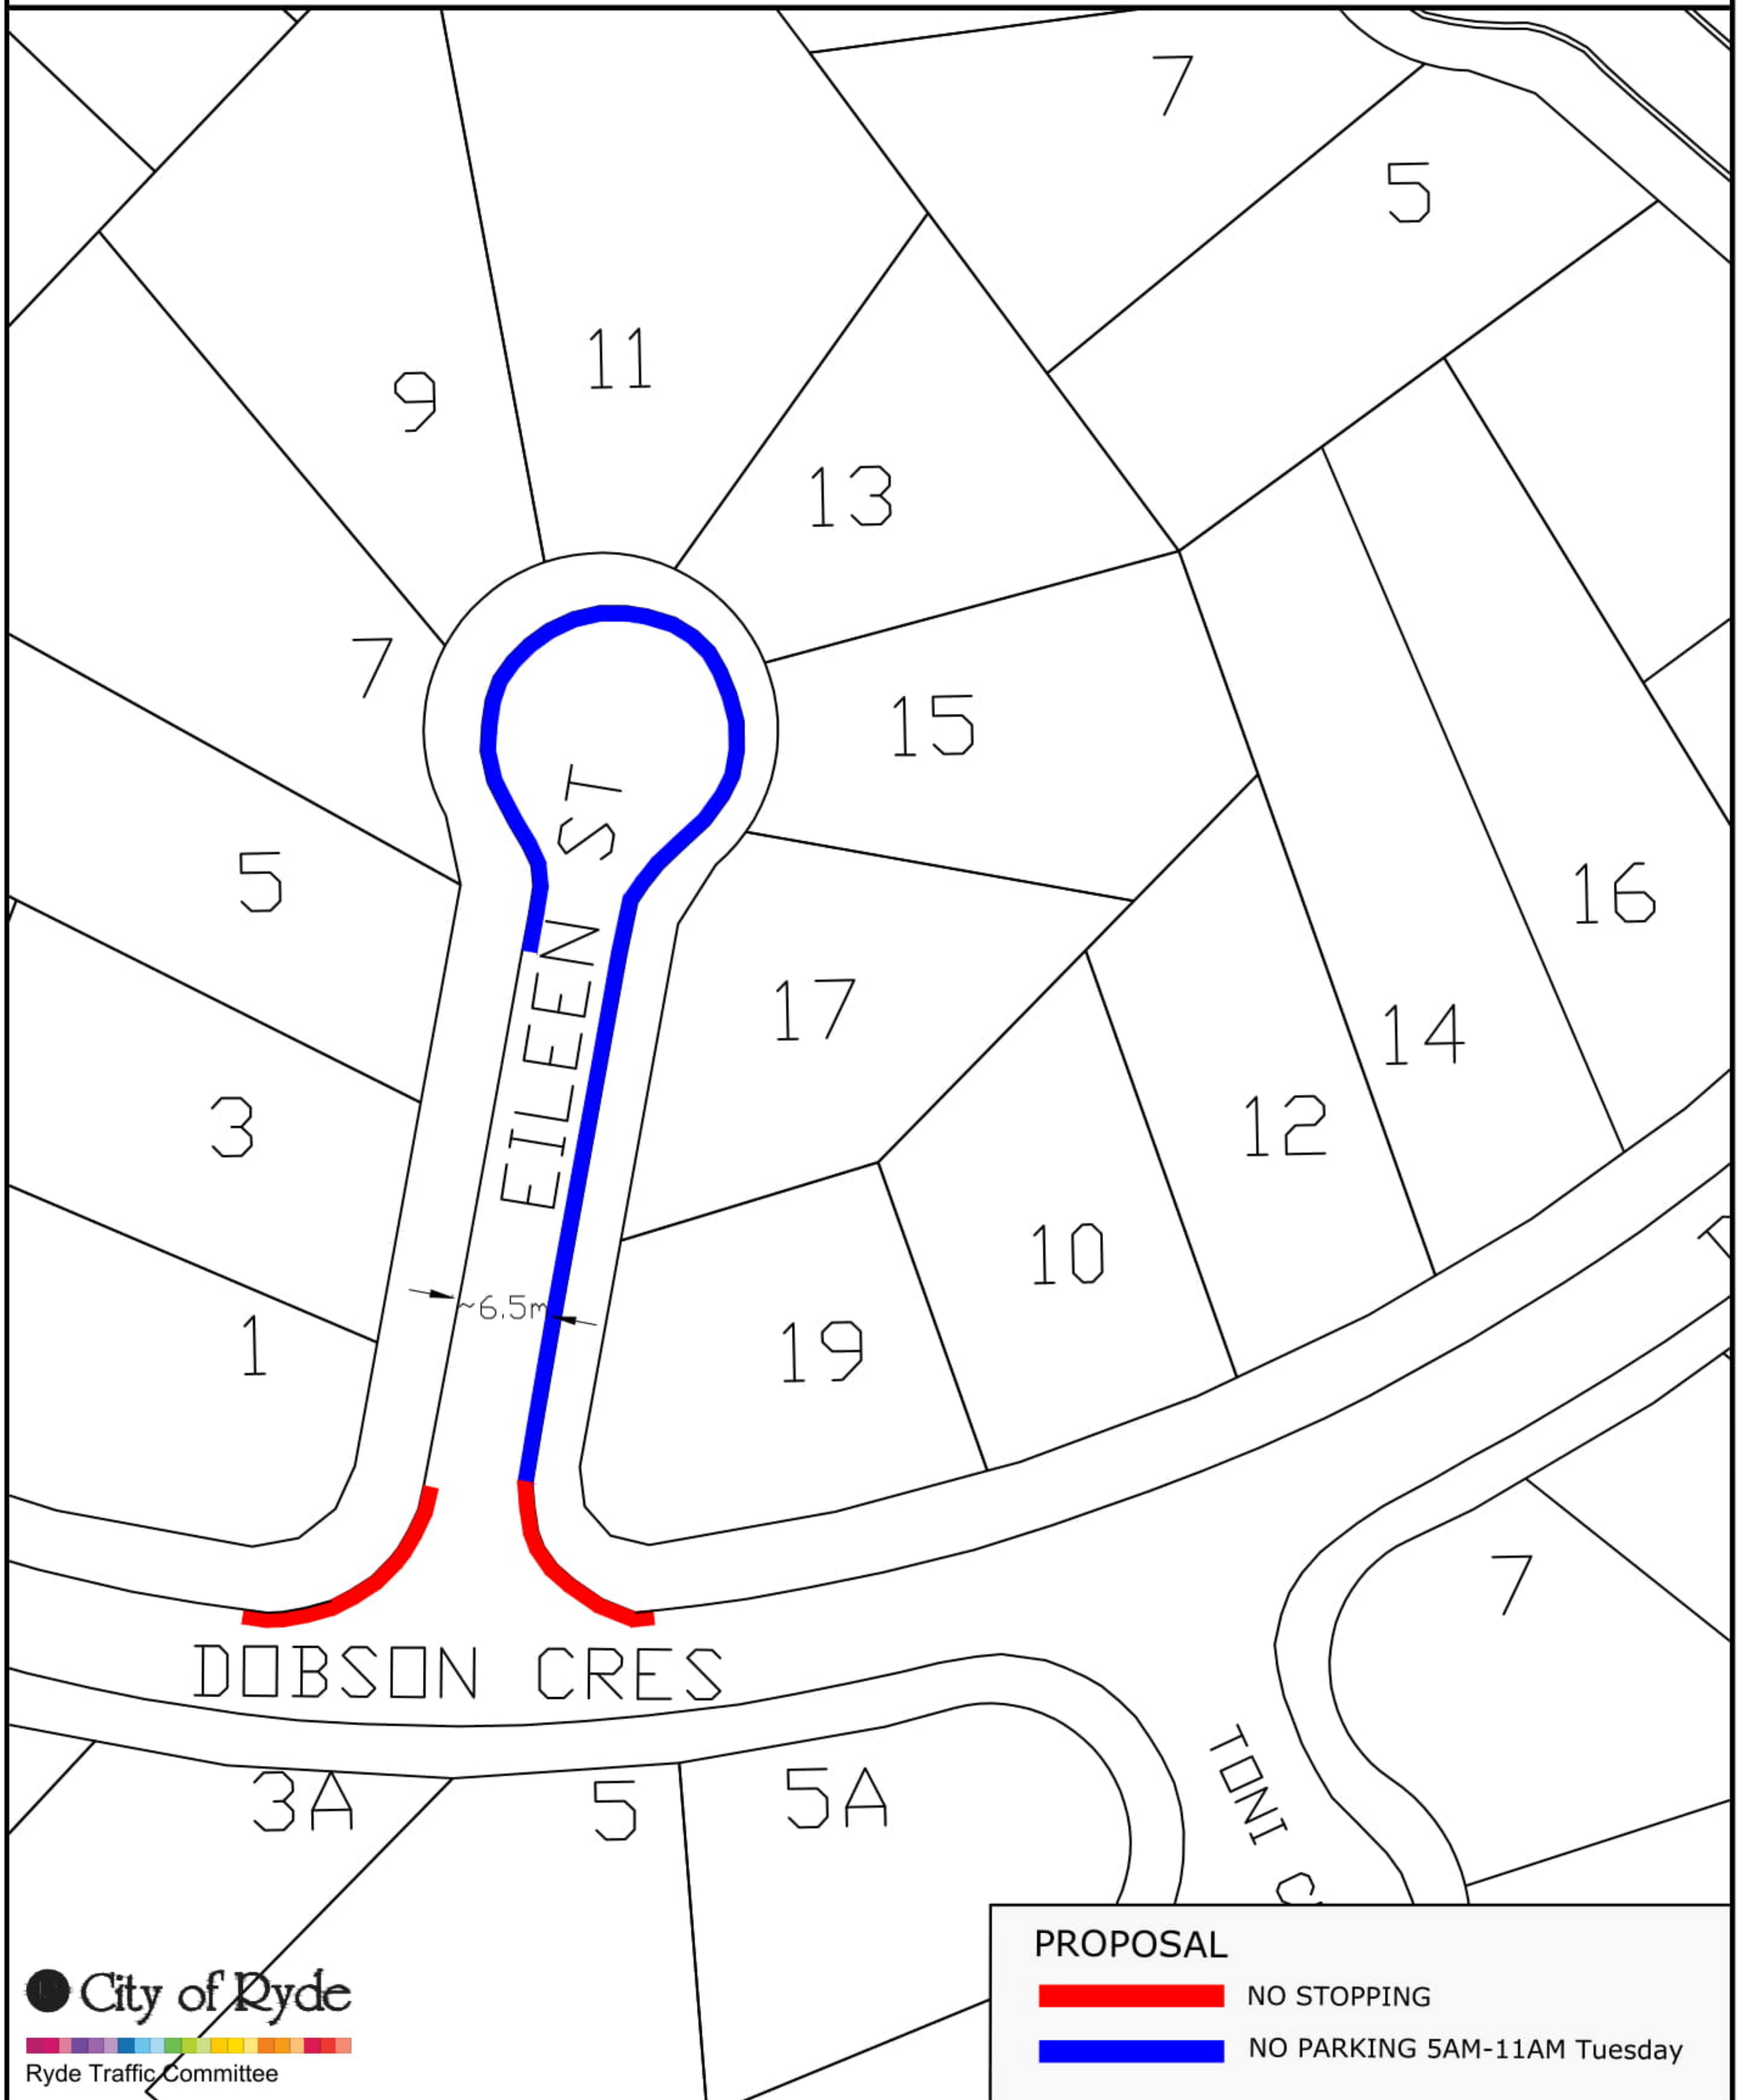 7
5
11
9
13
7
15
5
16
17
14
3
12
EILEEN ST
10
~6.5m
1
19
7
DOBSON CRES
TONI C
3A
5
5A
PROPOSAL
NO STOPPING
NO PARKING 5AM-11AM Tuesday
City of Ryde
Ryde Traffic Committee